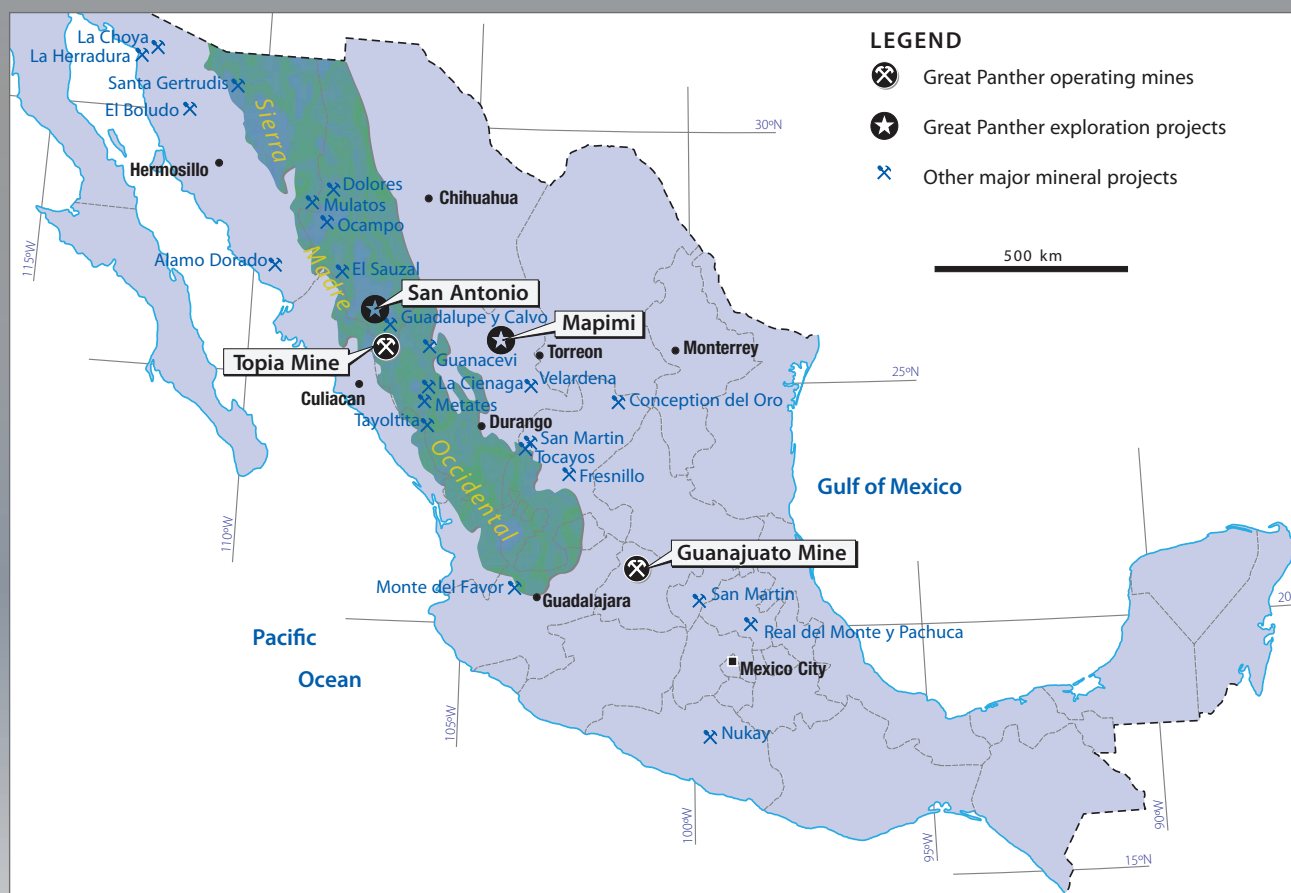 LEGEND
Great Panther operating mines
Great Panther exploration projects
Other major mineral projects
500 km
La Choya
La Herradura
Santa Gertrudis
El Boludo
Sierra
30ºN
Hermosillo
Dolores
Mulatos
Ocampo
Chihuahua
115ºW
Alamo Dorado
Madre
El Sauzal
San Antonio
Guadalupe y Calvo
Mapimi
Topia Mine
Guanacevi
Torreon
Monterrey
25ºN
Culiacan
La Cienaga
Velardena
Metates
Conception del Oro
Tayoltita
Durango
Occidental
San Martin
Tocayos
Fresnillo
Gulf of Mexico
110ºW
Guanajuato Mine
Monte del Favor
Guadalajara
San Martin
20
Real del Monte y Pachuca
Pacific
Ocean
Mexico City
105ºW
Nukay
100ºW
95ºW
90ºW
15ºN